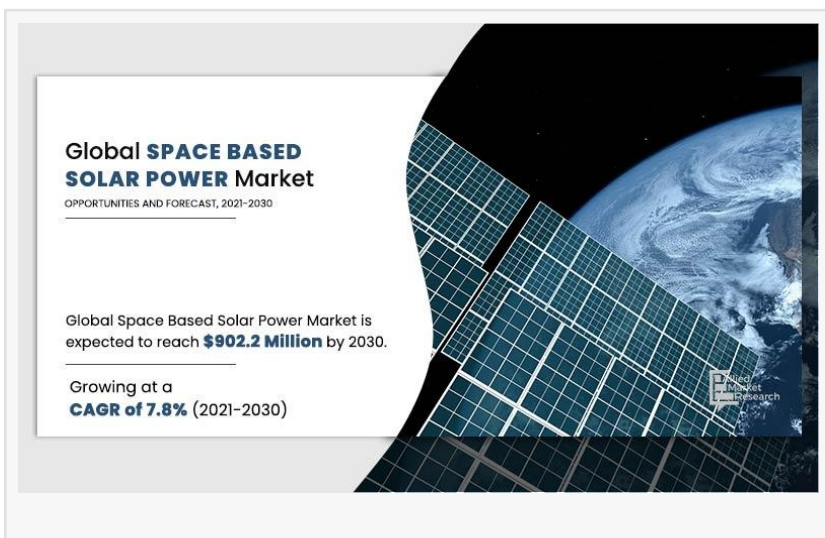 Global SPACE BASED
SOLAR POWER Market
OPPORTUNITIES AND FORECAST, 2021-2030
Global Space Based Solar Power Market is
expected to reach $902.2 Million by 2030.
Growing at a
CAGR of 7.8% (2021-2030)
Allied
Market
Research